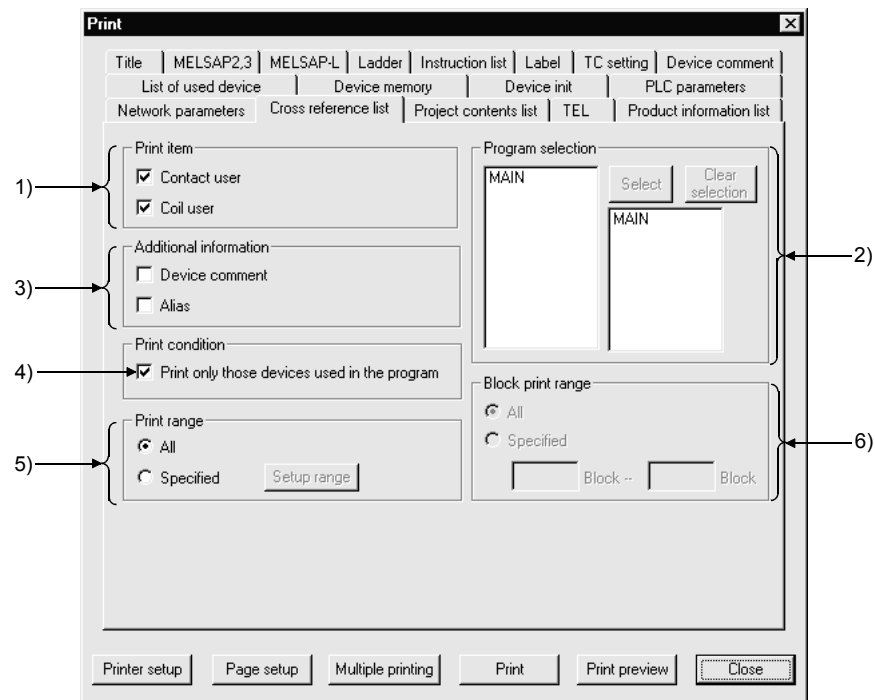 Print
Title MELSAP2,3 MELSAP-L Ladder Instruction list Label TC setting Device comment
List of used device Device memory Device init PLC parameters
Network parameters Cross reference list Project contents list TEL Product information list
Print item
1)
Contact user
Coil user
Program selection
MAIN
Select
Clear selection
MAIN
2)
Additional information
3)
Device comment
Alias
Print condition
4)
Print only those devices used in the program
Print range
5)
All
Specified
Setup range
Block print range
All
Specified
Block -- Block
6)
Printer setup Page setup Multiple printing Print Print preview Close